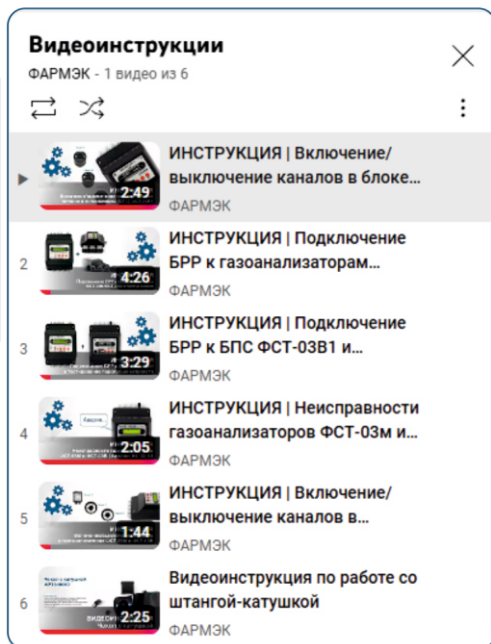 Видеоинструкции
ФАРМЭК - 1 видео из 6
2:49
ИНСТРУКЦИЯ | Включение/
выключение каналов в блоке...
ФАРМЭК
2
4:26
ИНСТРУКЦИЯ | Подключение
БРР к газоанализаторам...
ФАРМЭК
3
3:29
ИНСТРУКЦИЯ | Подключение
БРР к БПС ФСТ-03В1 и...
ФАРМЭК
4
2:05
ИНСТРУКЦИЯ | Неисправности
газоанализаторов ФСТ-03м и...
ФАРМЭК
5
1:44
ИНСТРУКЦИЯ | Включение/
выключение каналов в...
ФАРМЭК
6
2:25
Видеоинструкция по работе со
штангой-катушкой
ФАРМЭК